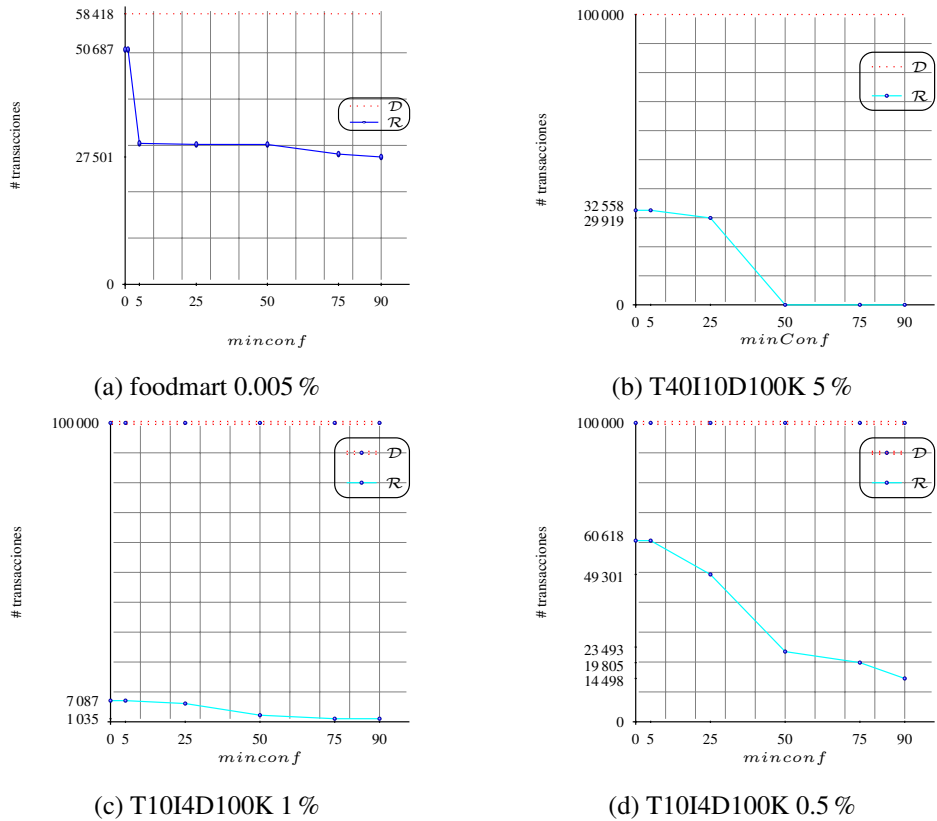 58 418
50 687
27 501
0
0 5 25 50 75 90
# transacciones
minconf
D
R
(a) foodmart 0.005 %
100 000
32 558
29 919
0
0 5 25 50 75 90
# transacciones
minConf
D
R
(b) T40I10D100K 5 %
100 000
7 087
1 035
0 5 25 50 75 90
# transacciones
minconf
D
R
(c) T10I4D100K 1 %
100 000
60 618
49 301
23 493
19 805
14 498
0
0 5 25 50 75 90
# transacciones
minconf
D
R
(d) T10I4D100K 0.5 %